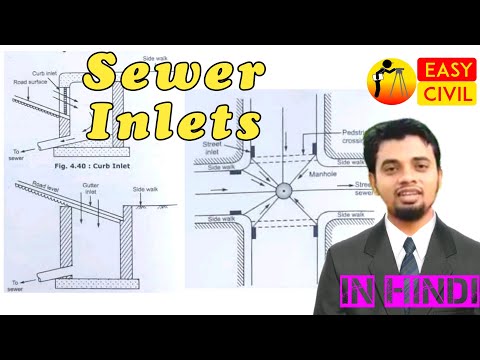 Sewer
Inlets
EASY
CIVIL
Curb inlet
Road surface
Side walk
To
sewer
Fig. 4.40 : Curb Inlet
Road level
Gutter
inlet
Side walk
To
sewer
Street
inlet
Side walk
Side walk
Manhole
Side walk
Side walk
Street
IN HINDI